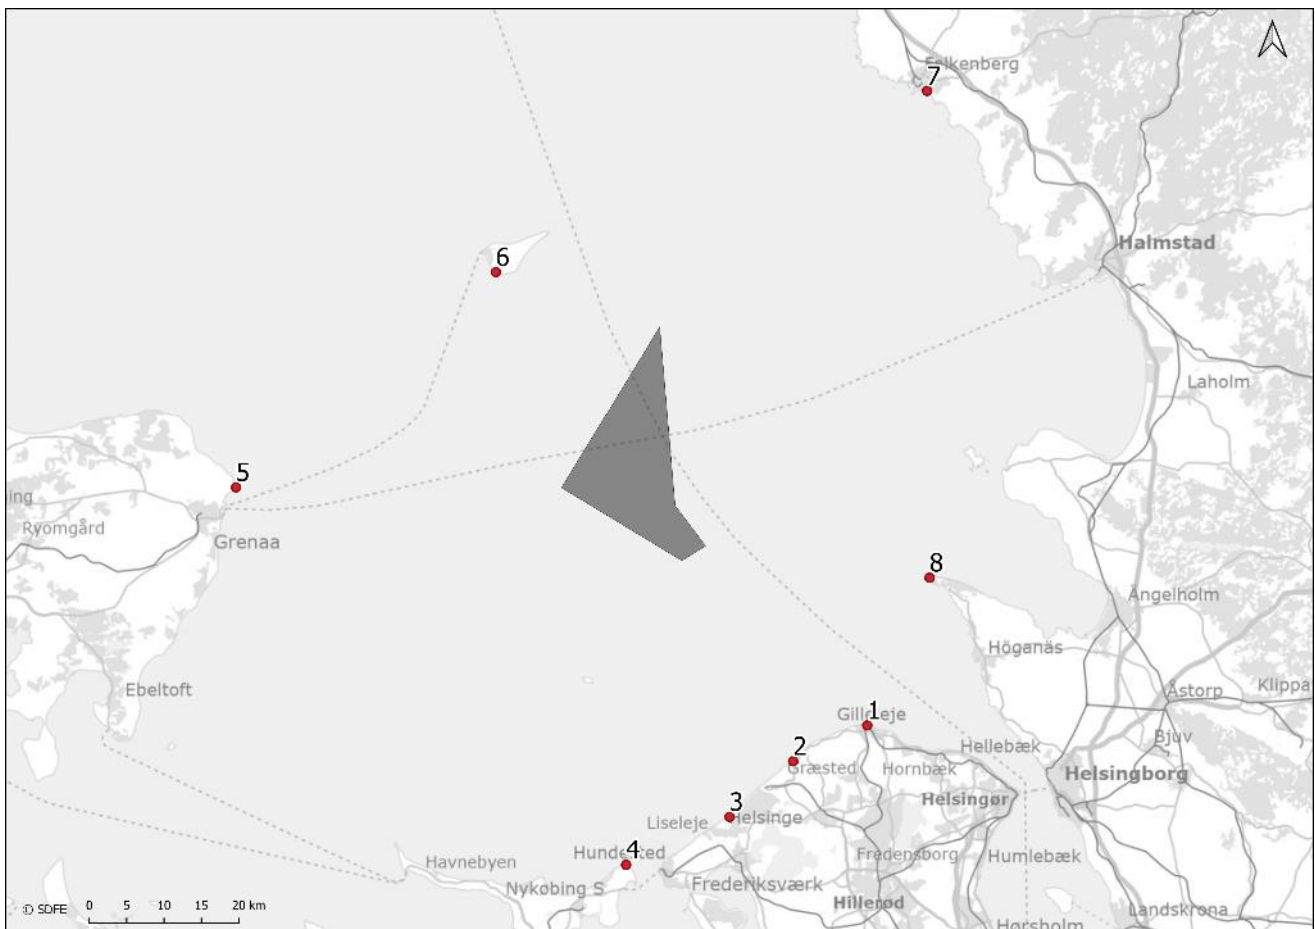 Falkenberg
7
Halmstad
6
Laholm
5
ning
Ryomgård
Grenaa
8
Ängelholm
Höganäs
Ebeltoft
Åstorp
Klippa
1
Gilleleje
Bjuv
2
Hellebæk
Græsted
Hornbæk
Helsingborg
Helsingør
3
Liseleje
Helsinge
4
Hundested
Fredensborg
Humlebæk
Havnebyen
Nykøbing S
Frederiksværk
Hillerød
© SDFE
0 5 10 15 20 km
Landskrona
Hørsholm